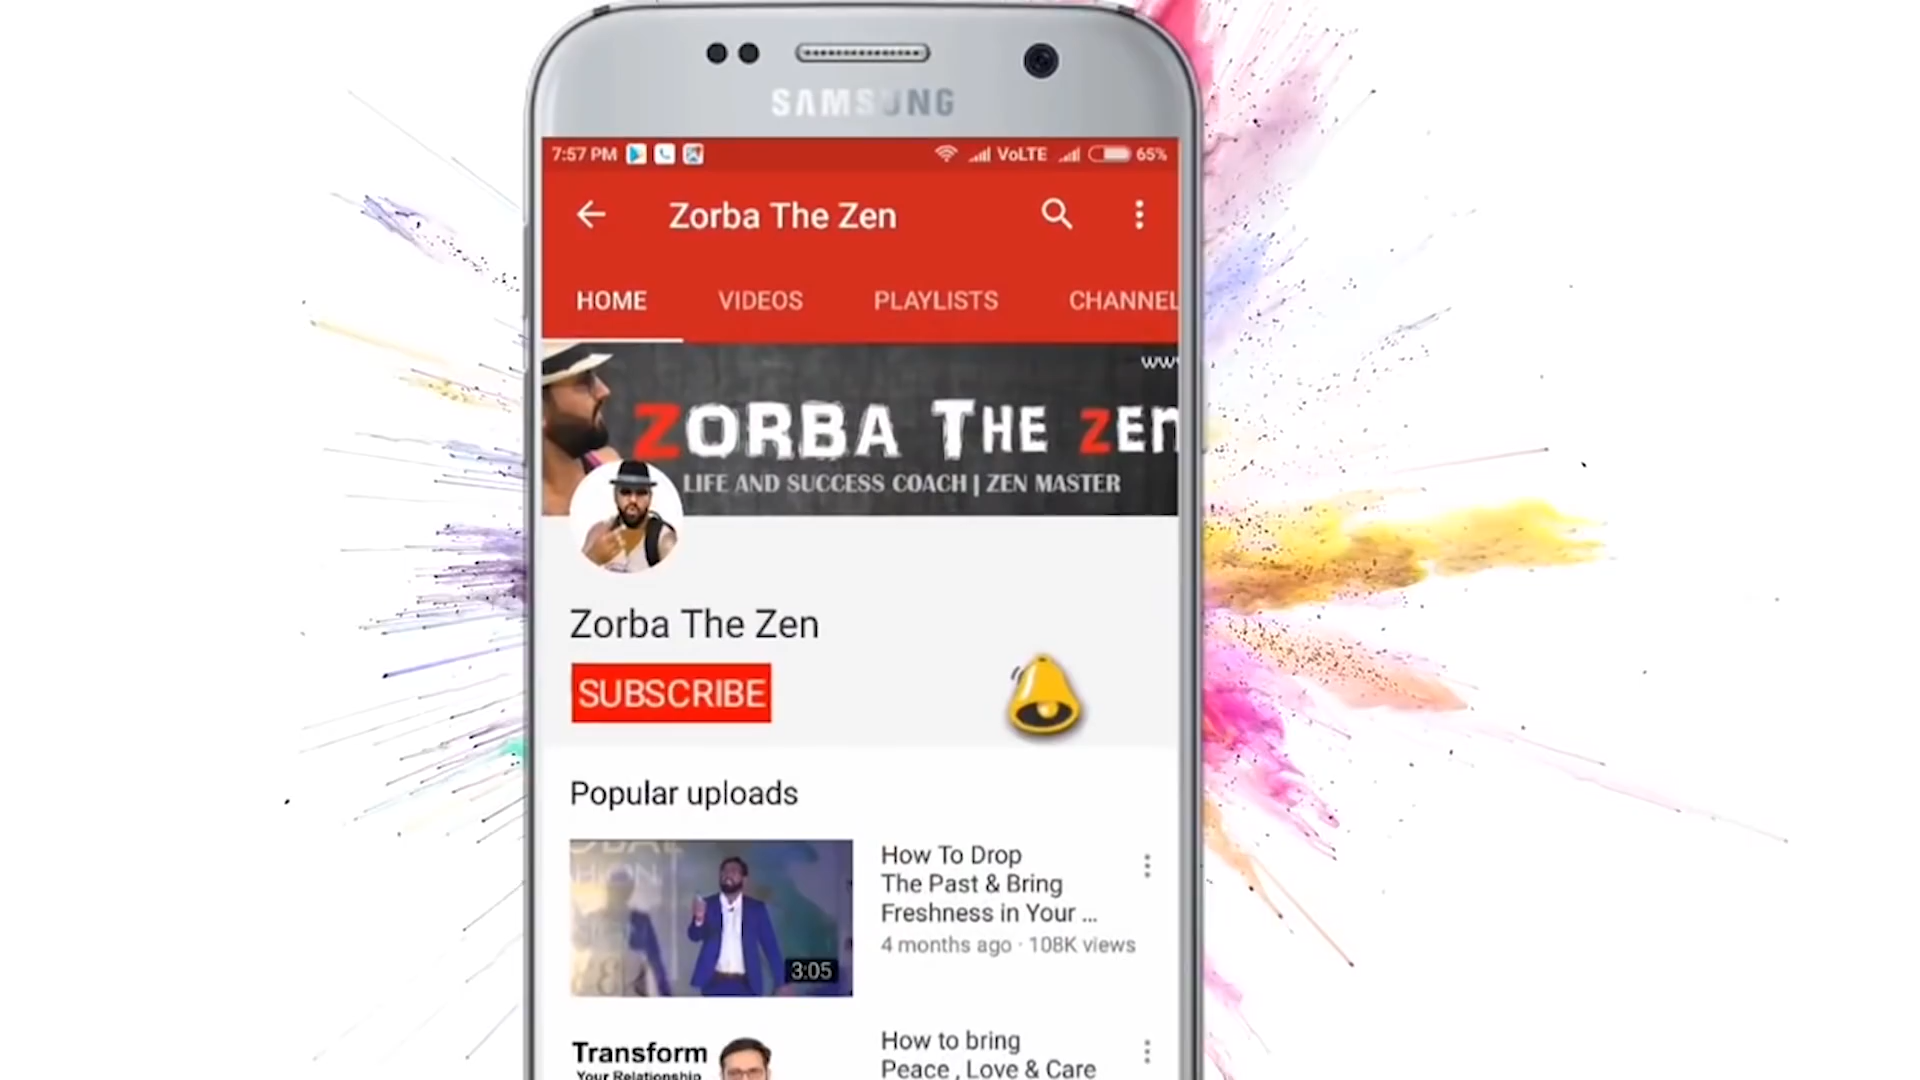 SAMSUNG
7:57 PM
VoLTE
65%
Zorba The Zen
HOME VIDEOS PLAYLISTS CHANNEL
ZORBA THE zEn
LIFE AND SUCCESS COACH | ZEN MASTER
Zorba The Zen
SUBSCRIBE
Popular uploads
3:05
How To Drop
The Past & Bring
Freshness in Your ...
4 months ago · 108K views
Transform
Your Relationship
How to bring
Peace , Love & Care